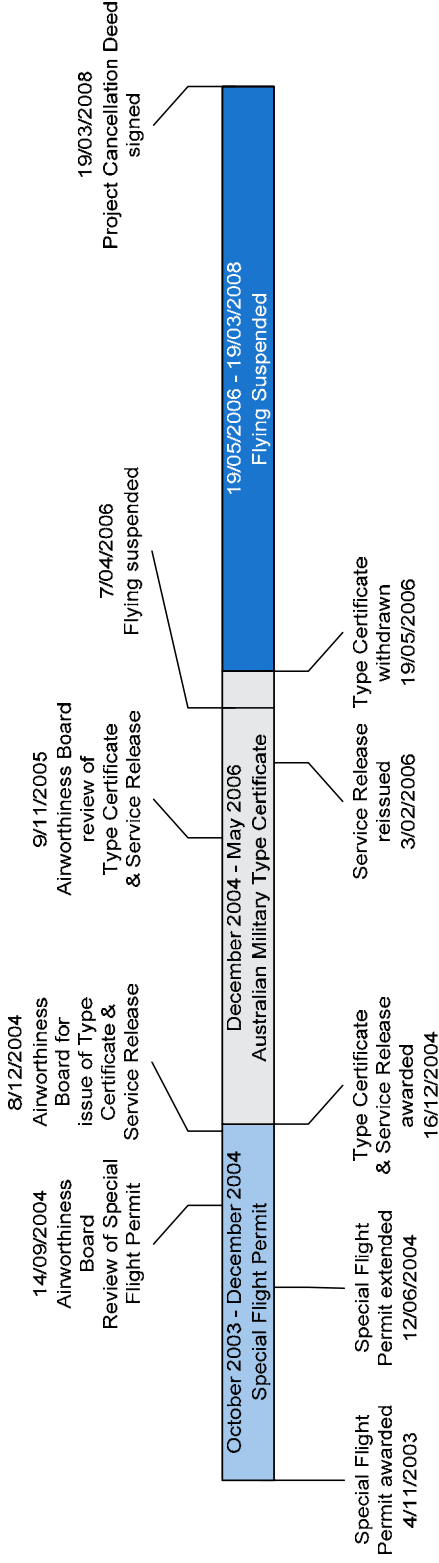 14/09/2004
Airworthiness
Board
Review of Special
Flight Permit
8/12/2004
Airworthiness
Board for
issue of Type
Certificate &
Service Release
9/11/2005
Airworthiness Board
review of
Type Certificate
& Service Release
7/04/2006
Flying suspended
19/03/2008
Project Cancellation Deed
signed
October 2003 - December 2004
Special Flight Permit
December 2004 - May 2006
Australian Military Type Certificate
19/05/2006 - 19/03/2008
Flying Suspended
Special Flight
Permit awarded
4/11/2003
Special Flight
Permit extended
12/06/2004
Type Certificate
& Service Release
awarded
16/12/2004
Service Release
reissued
3/02/2006
Type Certificate
withdrawn
19/05/2006